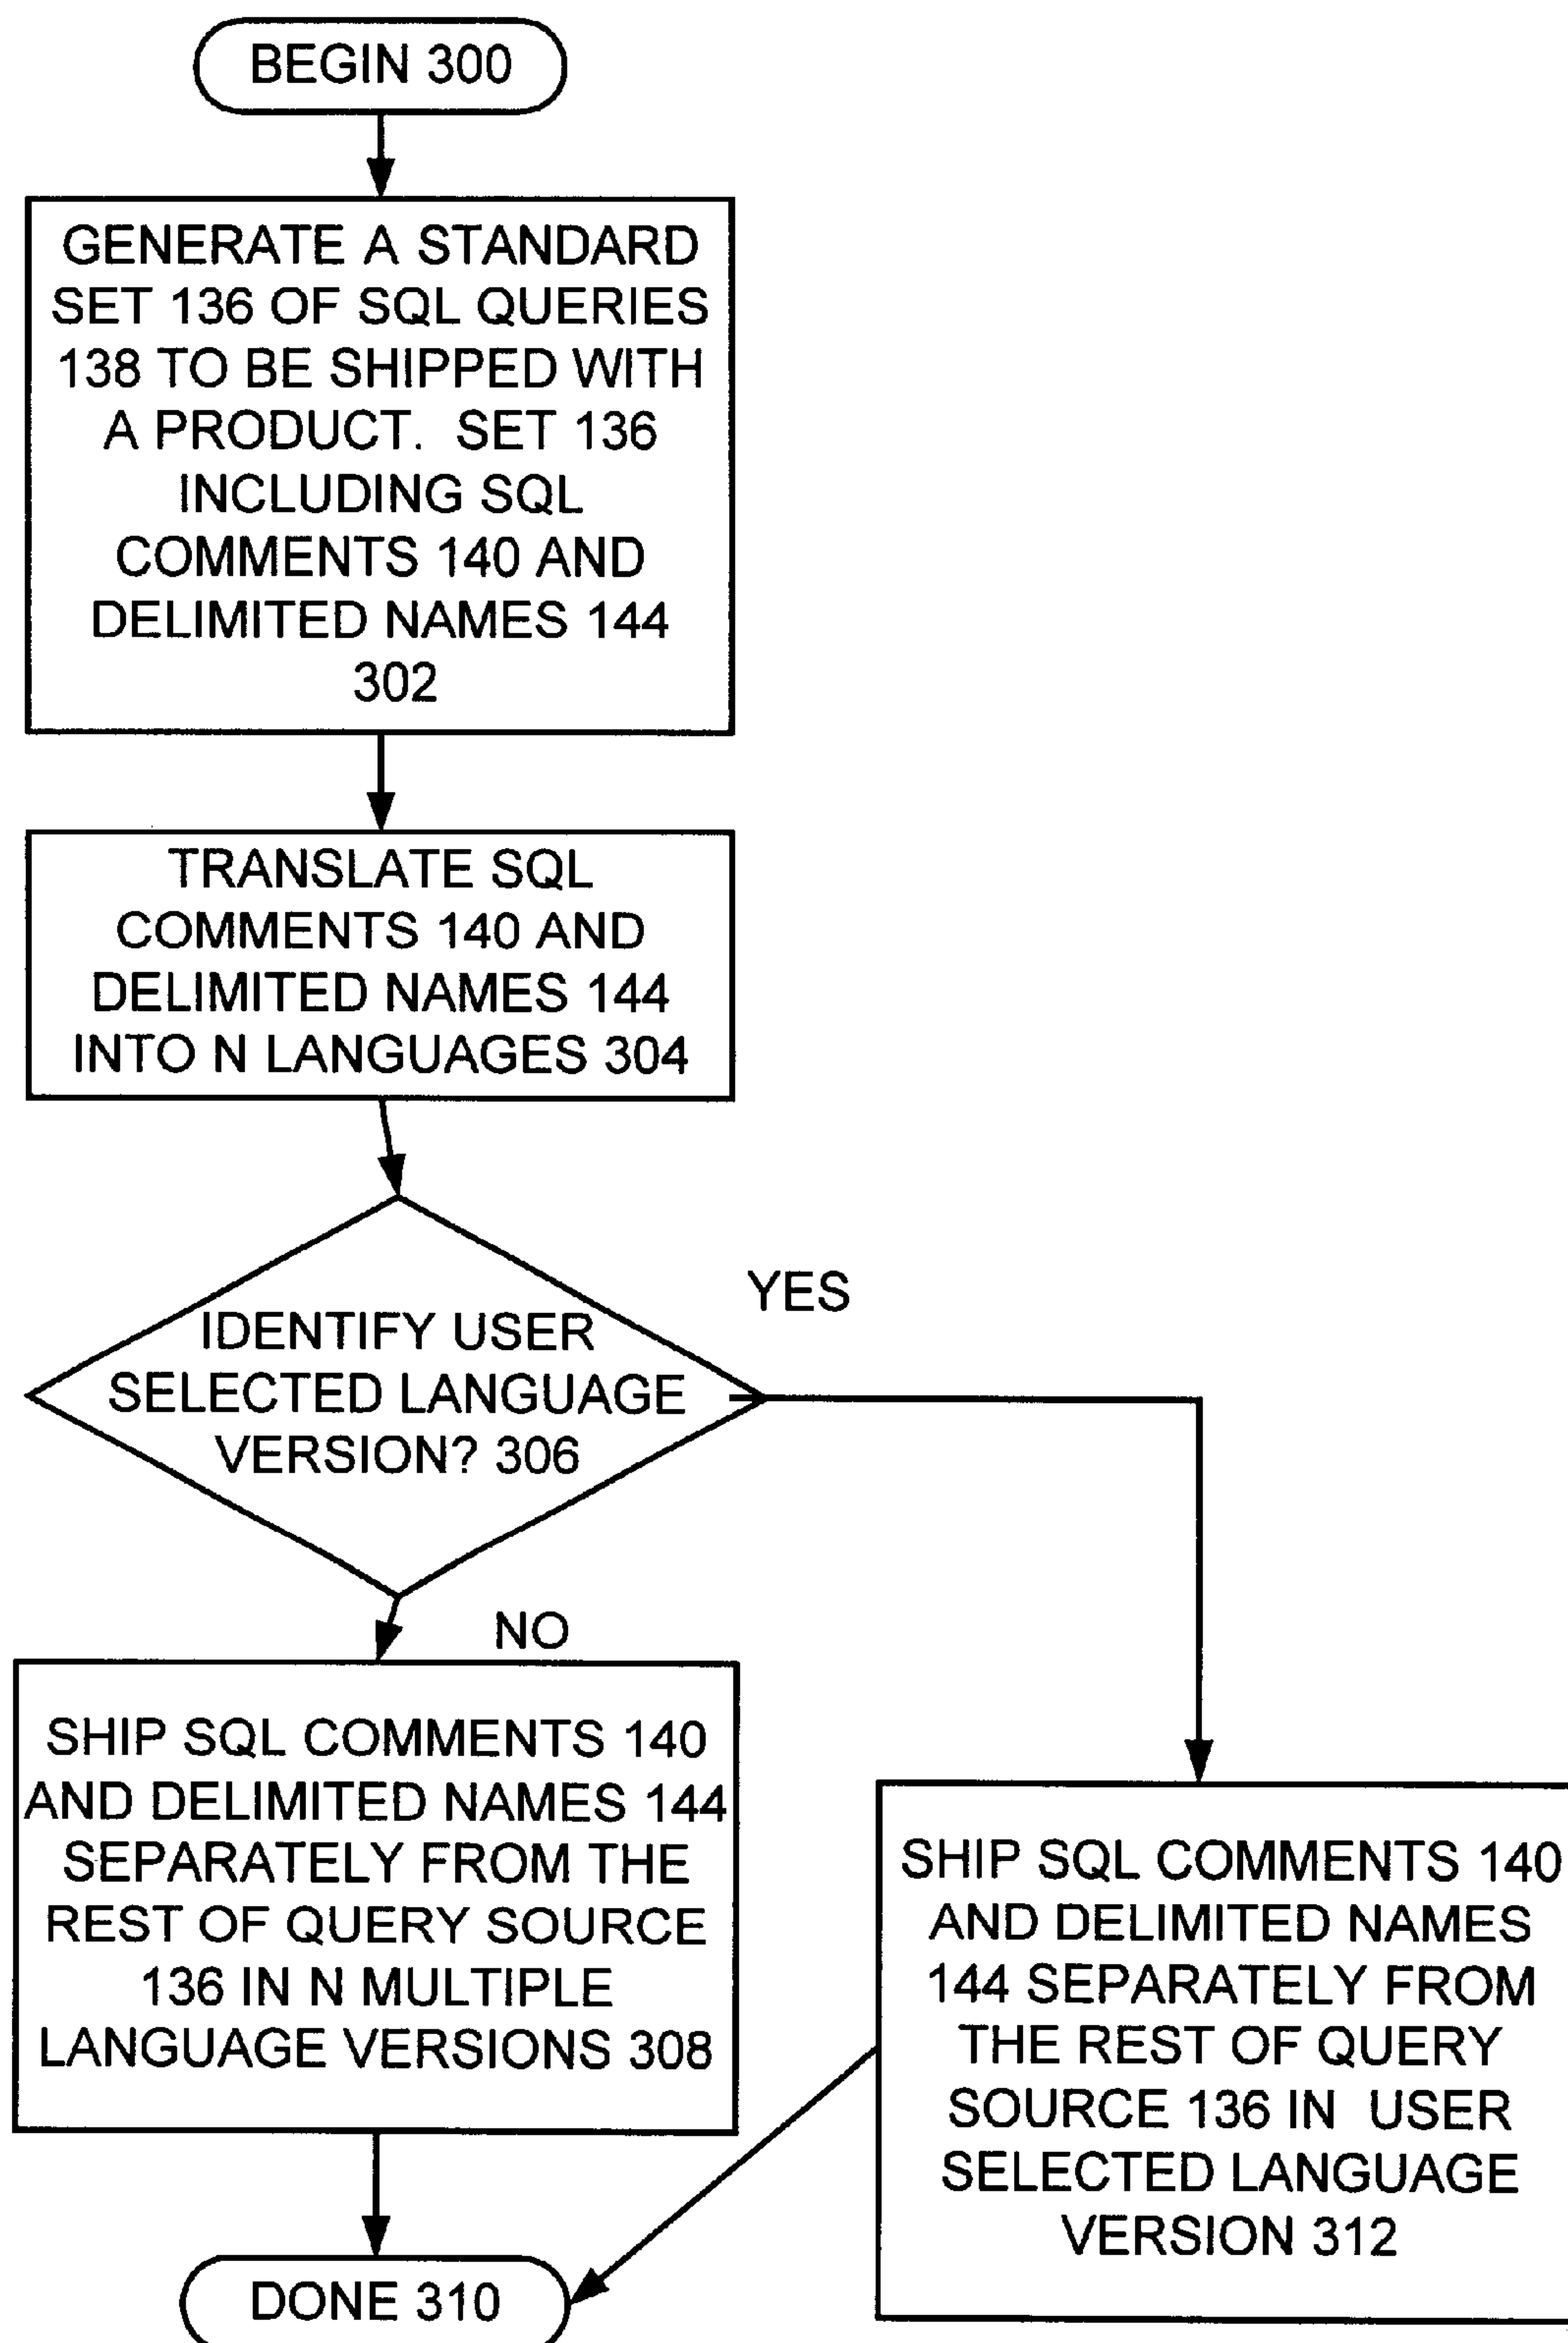 BEGIN 300
GENERATE A STANDARD
SET 136 OF SQL QUERIES
138 TO BE SHIPPED WITH
A PRODUCT. SET 136
INCLUDING SQL
COMMENTS 140 AND
DELIMITED NAMES 144
302
TRANSLATE SQL
COMMENTS 140 AND
DELIMITED NAMES 144
INTO N LANGUAGES 304
IDENTIFY USER
SELECTED LANGUAGE
VERSION? 306
YES
NO
SHIP SQL COMMENTS 140
AND DELIMITED NAMES 144
SEPARATELY FROM THE
REST OF QUERY SOURCE
136 IN N MULTIPLE
LANGUAGE VERSIONS 308
SHIP SQL COMMENTS 140
AND DELIMITED NAMES
144 SEPARATELY FROM
THE REST OF QUERY
SOURCE 136 IN USER
SELECTED LANGUAGE
VERSION 312
DONE 310